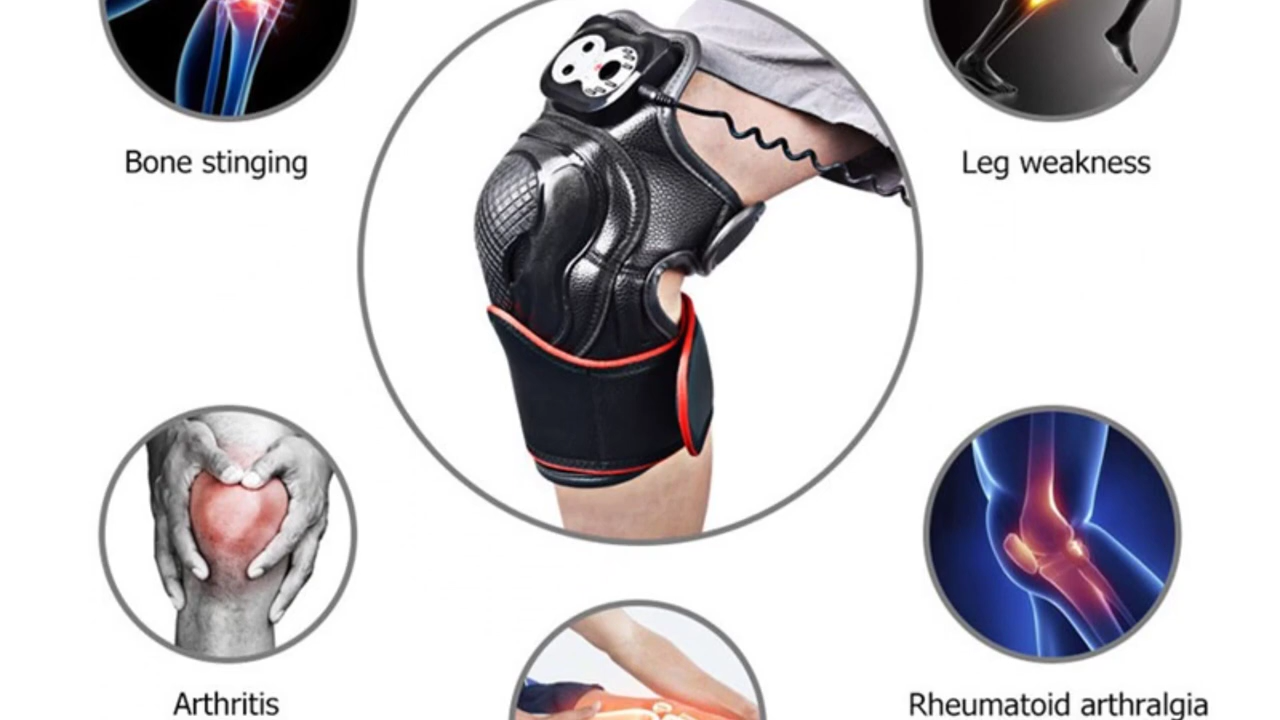 Bone stinging
Leg weakness
Arthritis
Rheumatoid arthralgia